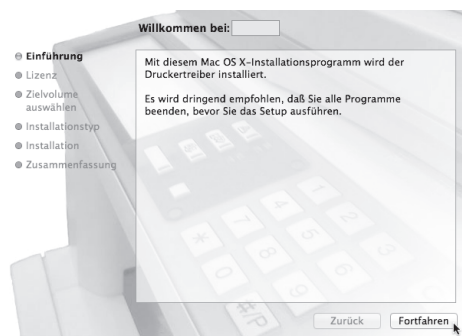 Willkommen bei:
Einführung
Lizenz
Zielvolume
auswählen
Installationstyp
Installation
Zusammenfassung
Mit diesem Mac OS X-Installationsprogramm wird der
Druckertreiber installiert.
Es wird dringend empfohlen, daß Sie alle Programme
beenden, bevor Sie das Setup ausführen.
Zurück
Fortfahren